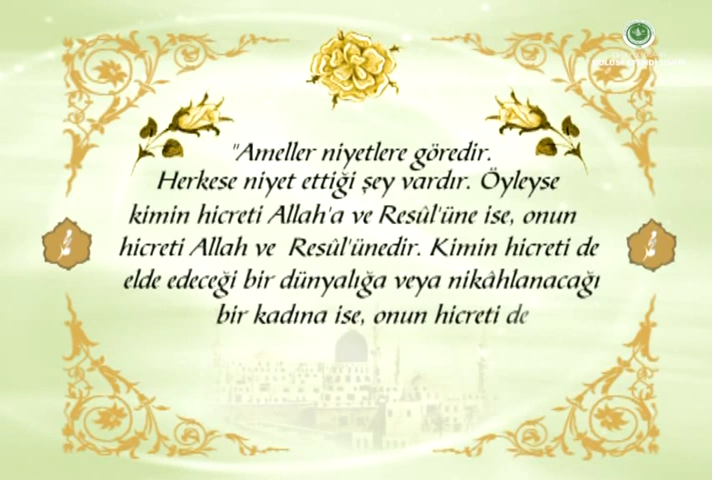 "Ameller niyetlere göredir.
Herkese niyet ettiği şey vardır. Öyleyse
kimin hicreti Allah'a ve Resûl'üne ise, onun
hicreti Allah ve Resûl'ünedir. Kimin hicreti de
elde edeceği bir dünyalığa veya nikâhlanacağı
bir kadına ise, onun hicreti de